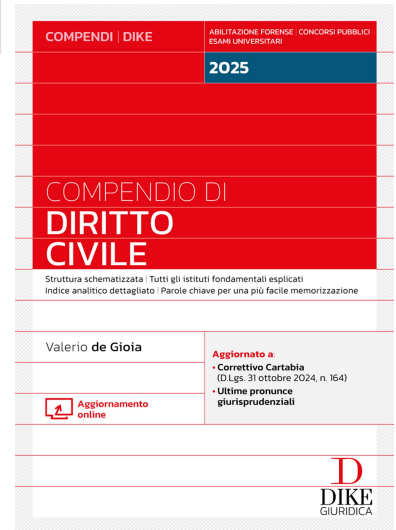 COMPENDI | DIKE
ABILITAZIONE FORENSE | CONCORSI PUBBLICI
ESAMI UNIVERSITARI
2025
COMPENDIO DI
DIRITTO
CIVILE
Struttura schematizzata | Tutti gli istituti fondamentali esplicati
Indice analitico dettagliato | Parole chiave per una più facile memorizzazione
Valerio de Gioia
Aggiornamento
online
Aggiornato a:
• Correttivo Cartabia
(D.Lgs. 31 ottobre 2024, n. 164)
• Ultime pronunce
giurisprudenziali
D
DIKE
GIURIDICA